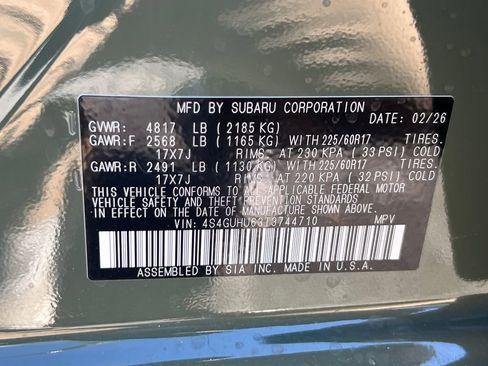 MFD BY SUBARU CORPORATION
DATE: 02/26
GVWR: 4817 LB ( 2185 KG)
GAWR:F 2568 LB ( 1165 KG) WITH 225/60R17 TIRES,
17X7J RIMS, AT 230 KPA ( 33 PSI) COLD
GAWR:R 2491 LB ( 1130 KG) WITH 225/60R17 TIRES,
17X7J RIMS, AT 220 KPA ( 32 PSI) COLD
THIS VEHICLE CONFORMS TO ALL APPLICABLE FEDERAL MOTOR
VEHICLE SAFETY AND THEFT PREVENTION STANDARDS
IN EFFECT ON THE DATE OF
MANUFACTURE SHOWN ABOVE.
VIN: 4S4GUHU63T3744710 MPV
ASSEMBLED BY SIA INC. MADE IN U.S.A.